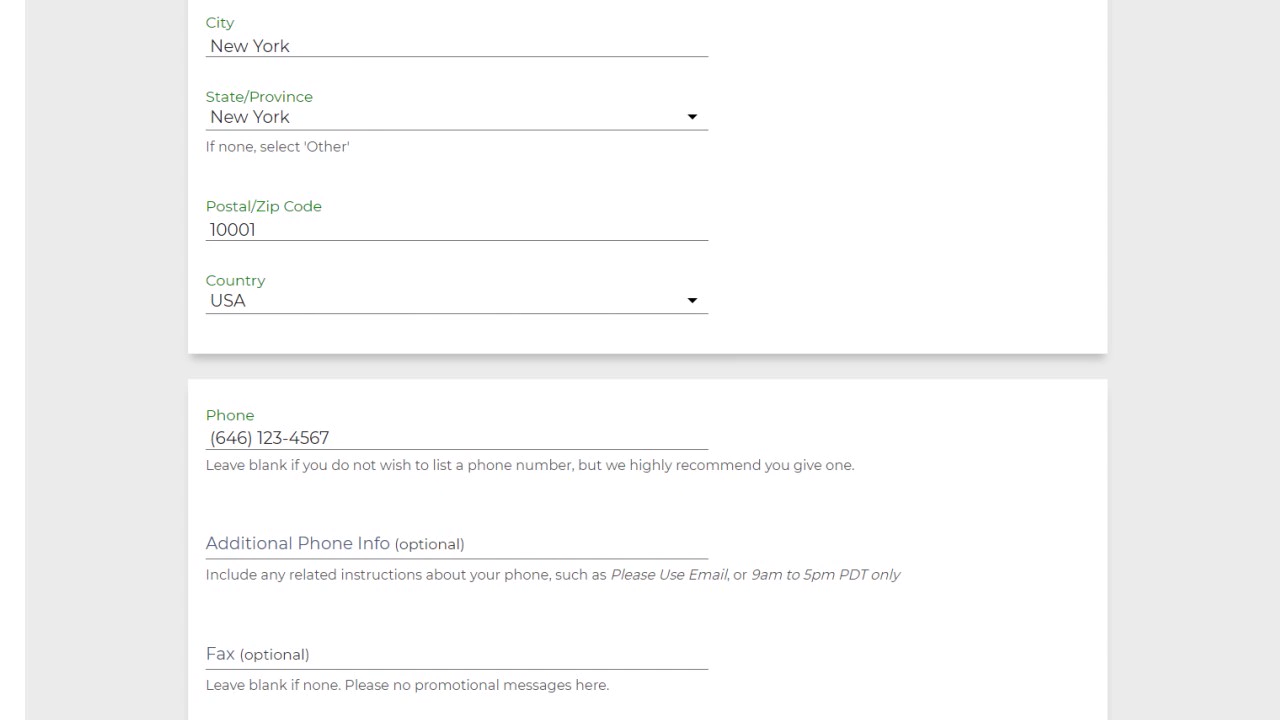 City
New York
State/Province
New York
If none, select 'Other'
Postal/Zip Code
10001
Country
USA
Phone
(646) 123-4567
Leave blank if you do not wish to list a phone number, but we highly recommend you give one.
Additional Phone Info (optional)
Include any related instructions about your phone, such as Please Use Email, or 9am to 5pm PDT only
Fax (optional)
Leave blank if none. Please no promotional messages here.